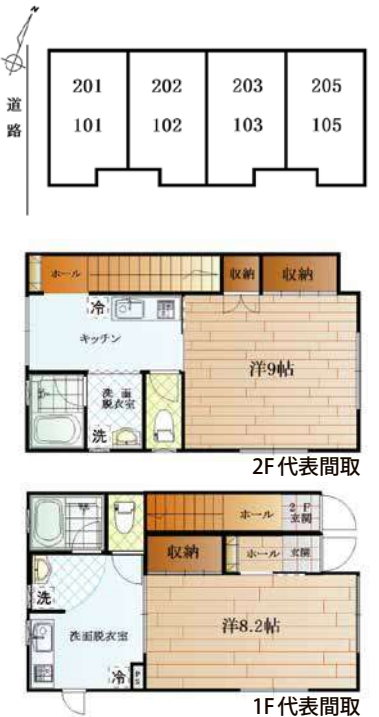 N
201 202 203 205
101 102 103 105
道路
ホール
収納
収納
冷
キッチン
洋9帖
洗面
脱衣室
洗
2F代表間取
ホール
2F
玄関
収納
ホール
玄関
洗
洋8.2帖
洗面脱衣室
冷
PS
1F代表間取